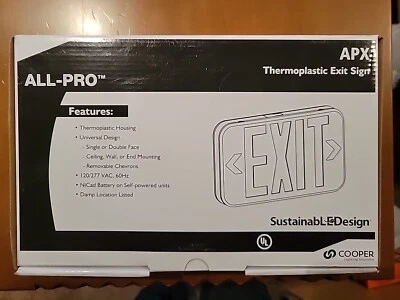 APX
Thermoplastic Exit Sign
ALL-PRO™
Features:
• Thermoplastic Housing
• Universal Design
- Single or Double Face
- Ceiling, Wall, or End Mounting
- Removable Chevrons
• 120/277 VAC, 60Hz
• NiCad Battery on Self-powered units
• Damp Location Listed
EXIT
SustainabLEDesign
UL
COOPER